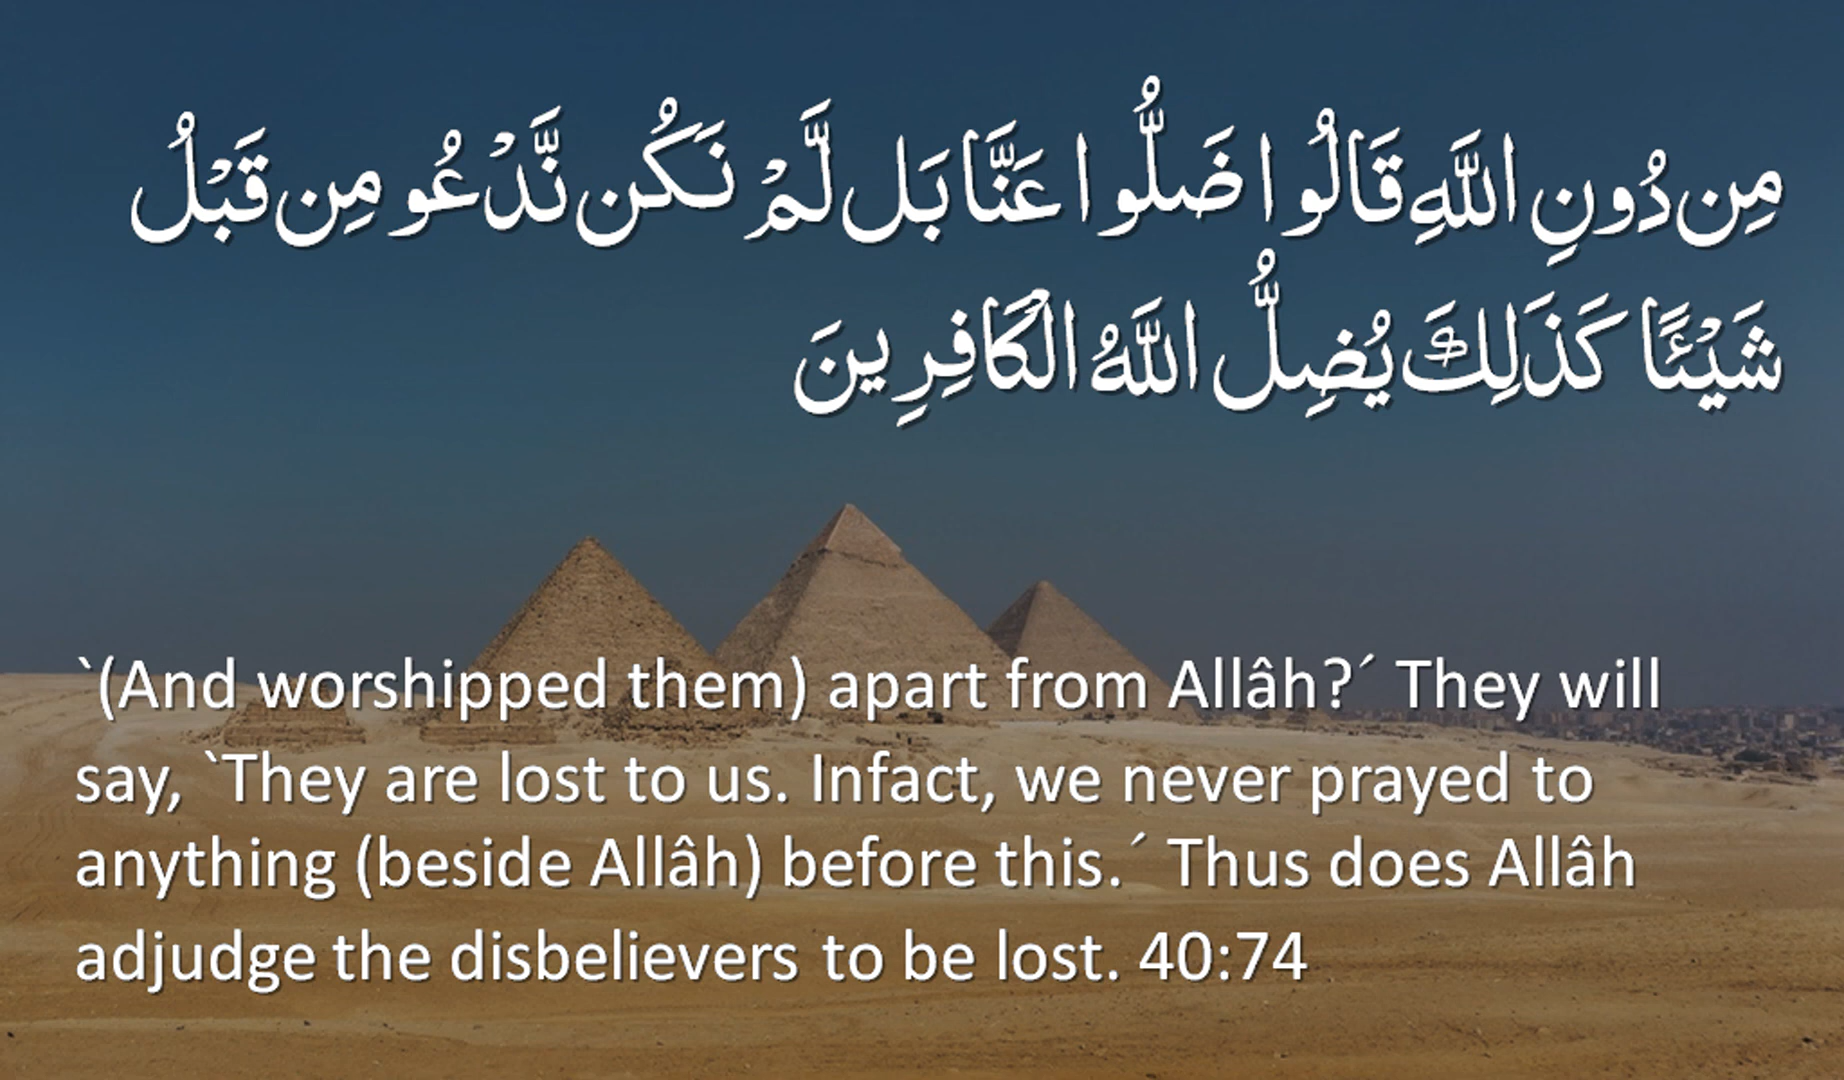 مِن دُونِ اللَّهِ قَالُوا ضَلُّوا عَنَّا بَل لَّمْ نَكُن نَّدْعُو مِن قَبْلُ
شَيْئًا كَذَلِكَ يُضِلُّ اللَّهُ الْكَافِرِينَ
`(And worshipped them) apart from Allâh?´ They will
say, `They are lost to us. Infact, we never prayed to
anything (beside Allâh) before this.´ Thus does Allâh
adjudge the disbelievers to be lost. 40:74